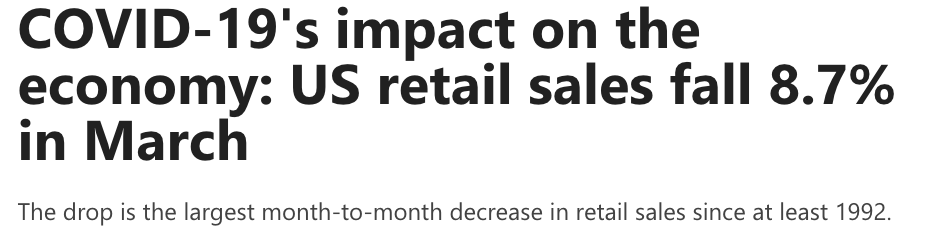 COVID-19's impact on the
economy: US retail sales fall 8.7%
in March
The drop is the largest month-to-month decrease in retail sales since at least 1992.